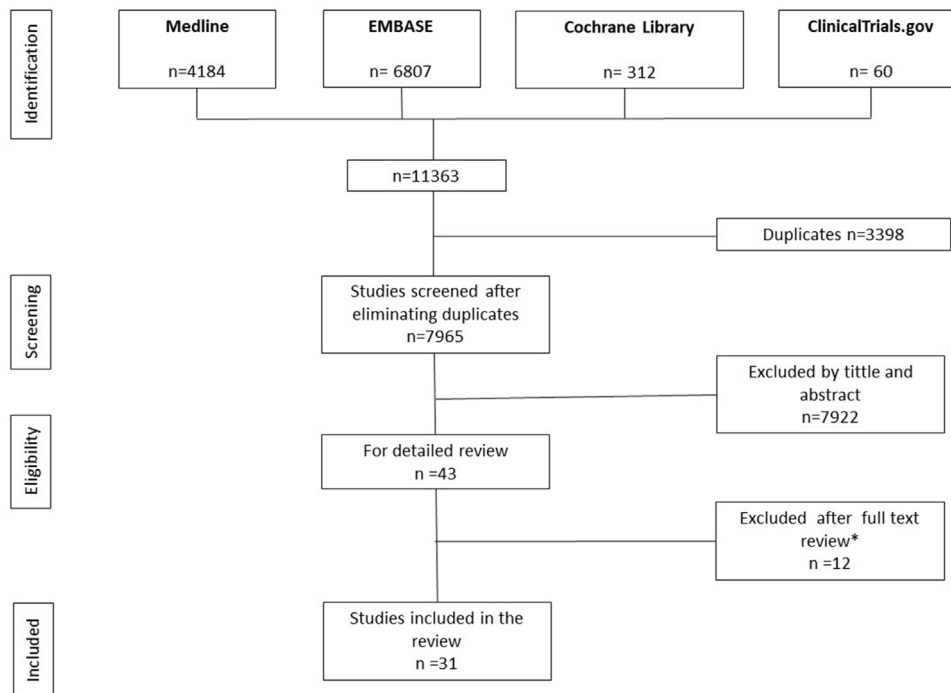 Identification
Medline
n=4184
EMBASE
n= 6807
Cochrane Library
n= 312
ClinicalTrials.gov
n= 60
n=11363
Duplicates n=3398
Screening
Studies screened after
eliminating duplicates
n=7965
Excluded by tittle and
abstract
n=7922
Eligibility
For detailed review
n =43
Excluded after full text
review*
n =12
Included
Studies included in the
review
n =31